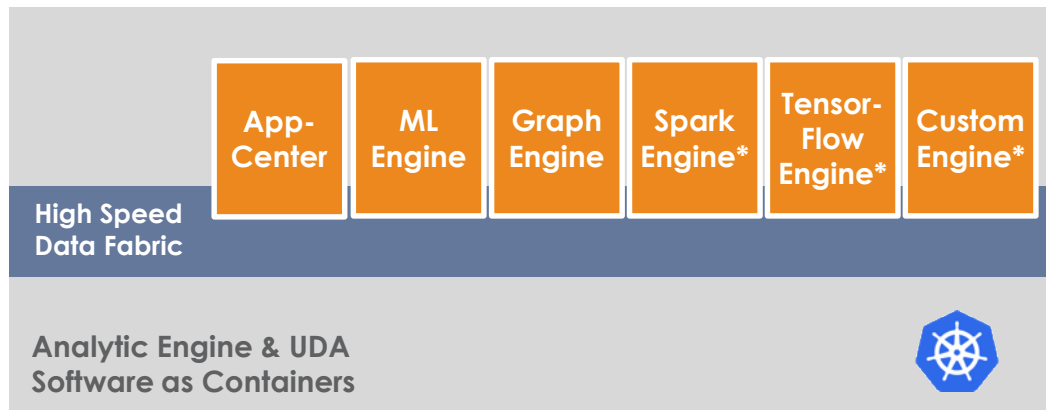 App-
Center
ML
Engine
Graph
Engine
Spark
Engine*
Tensor-
Flow
Engine*
Custom
Engine*
High Speed
Data Fabric
Analytic Engine & UDA
Software as Containers